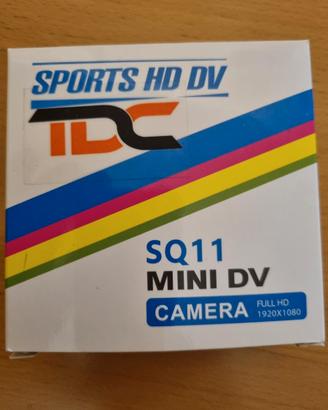 SPORTS HD DV
TDC
SQ11
MINI DV
CAMERA FULL HD
1920X1080